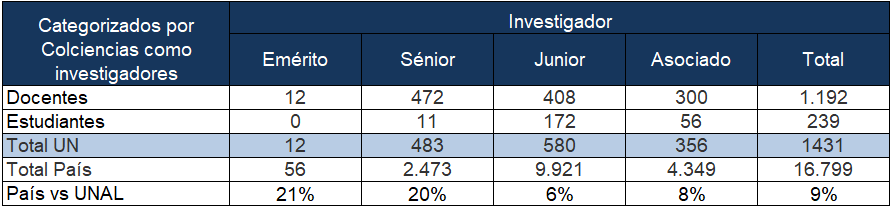 Categorizados por
Colciencias como
investigadores
Investigador
Emérito Sénior Junior Asociado Total
Docentes 12 472 408 300 1.192
Estudiantes 0 11 172 56 239
Total UN 12 483 580 356 1431
Total País 56 2.473 9.921 4.349 16.799
País vs UNAL 21% 20% 6% 8% 9%